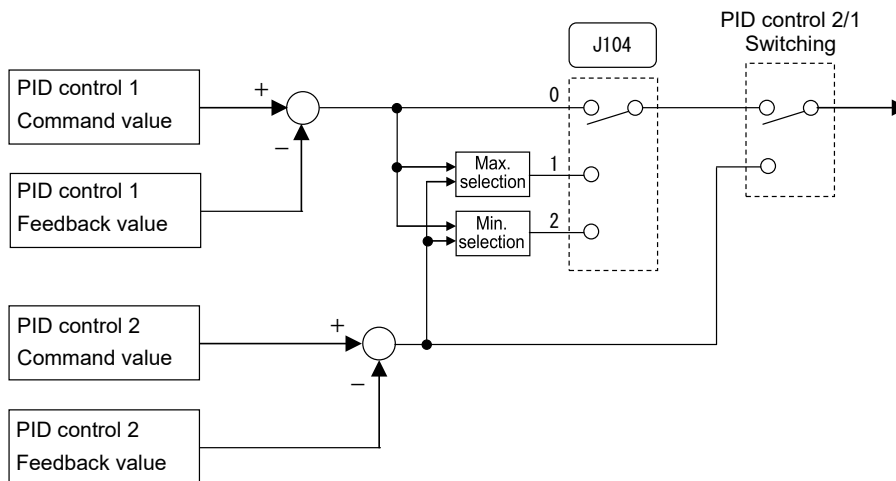 J104
PID control 2/1
Switching
PID control 1
Command value
+
−
0
PID control 1
Feedback value
Max.
selection
1
Min.
selection
2
PID control 2
Command value
+
−
PID control 2
Feedback value